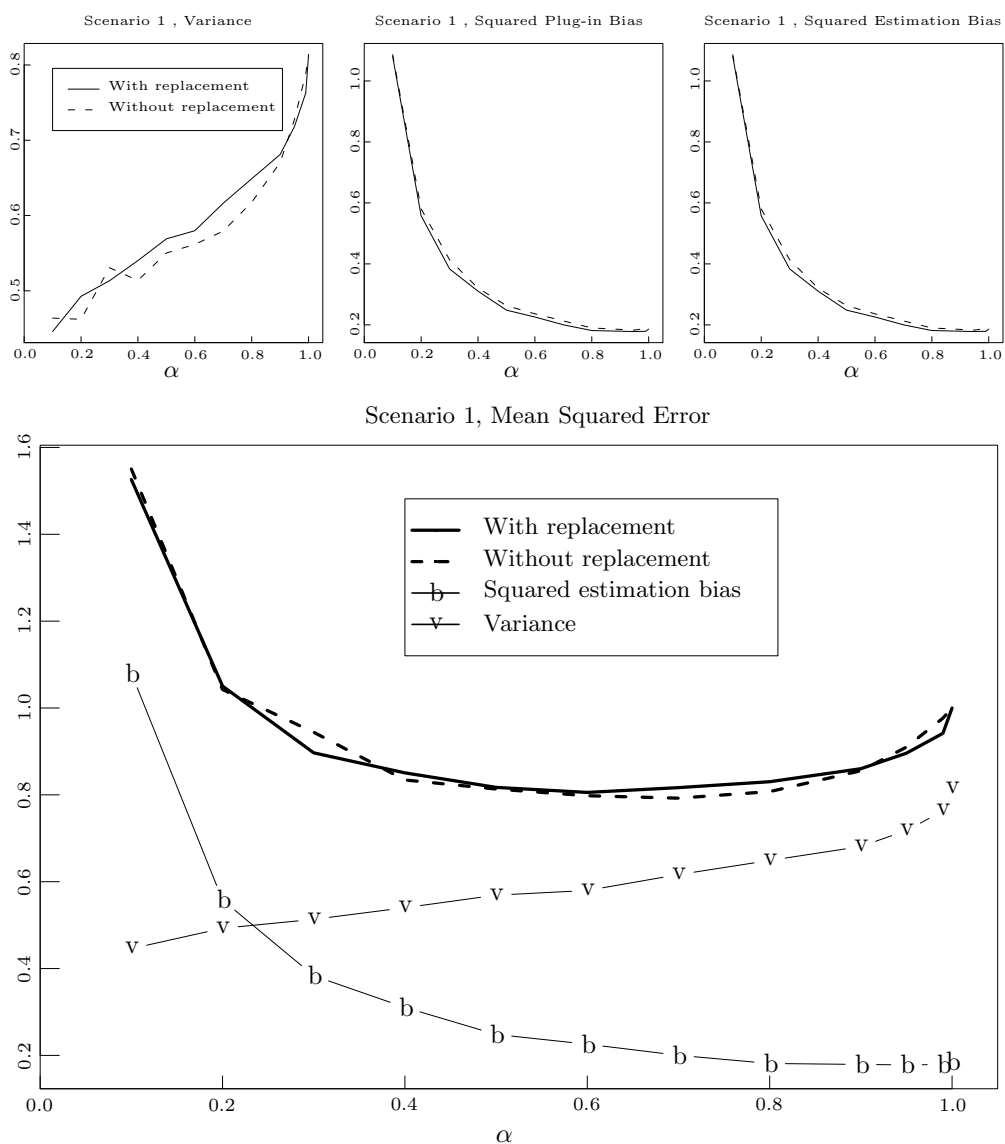 Scenario 1 , Variance
Scenario 1 , Squared Plug-in Bias
Scenario 1 , Squared Estimation Bias
0.8
0.7
0.6
0.5
With replacement
Without replacement
0.0 0.2 0.4 0.6 0.8 1.0
α
1.0
0.8
0.6
0.4
0.2
0.0 0.2 0.4 0.6 0.8 1.0
α
1.0
0.8
0.6
0.4
0.2
0.0 0.2 0.4 0.6 0.8 1.0
α
Scenario 1, Mean Squared Error
1.6
1.4
1.2
1.0
0.8
0.6
0.4
0.2
With replacement
Without replacement
b Squared estimation bias
v Variance
b b b b b b b b b b b b
v v v v v v v v v v v v
0.0 0.2 0.4 0.6 0.8 1.0
α